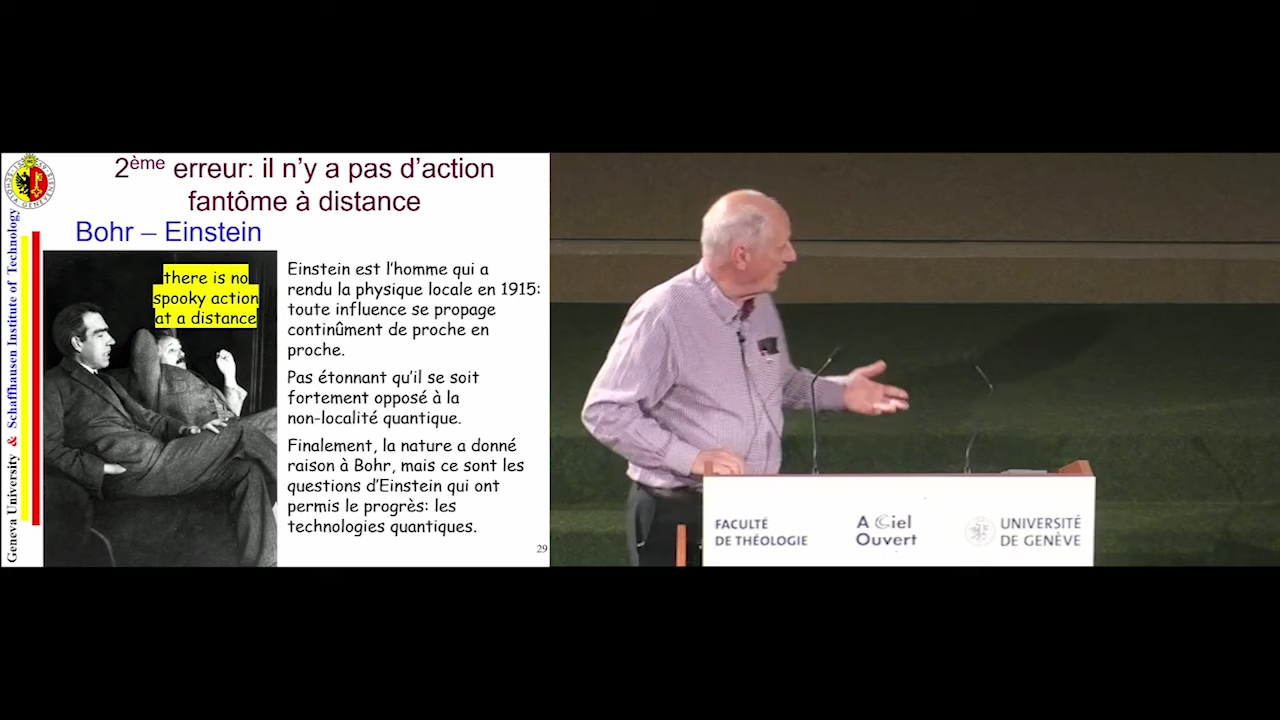 2ème erreur: il n'y a pas d'action
fantôme à distance
Bohr – Einstein
there is no
spooky action
at a distance
Einstein est l'homme qui a
rendu la physique locale en 1915:
toute influence se propage
continûment de proche en
proche.
Pas étonnant qu'il se soit
fortement opposé à la
non-localité quantique.
Finalement, la nature a donné
raison à Bohr, mais ce sont les
questions d'Einstein qui ont
permis le progrès: les
technologies quantiques.
29
Geneva University & Schaffhausen Institute of Technology
FACULTÉ
DE THÉOLOGIE
A Ciel
Ouvert
UNIVERSITÉ
DE GENÈVE